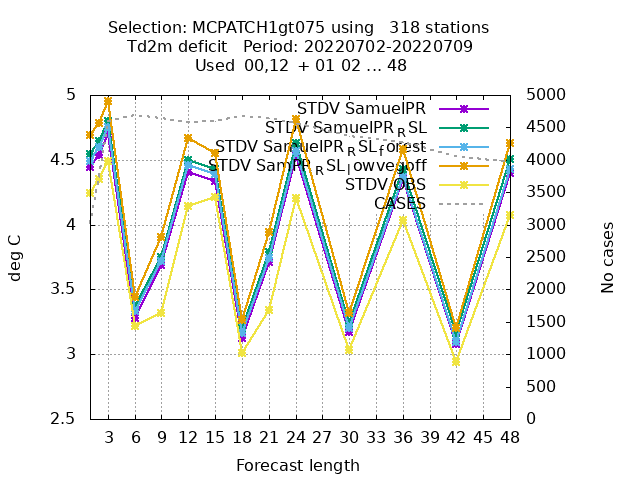 Selection: MCPATCH1gt075 using 318 stations
Td2m deficit Period: 20220702-20220709
Used 00,12 + 01 02 ... 48
5 5000
STDV SamuelPR
4500
STDV SamuelPR_RSL
STDV SamuelPR_RSL_forest
4.5 4000
STDV SamPR_RSL_lowvegoff
STDV OBS
3500
CASES
4 3000
2500
deg C
No cases
3.5 2000
1500
3 1000
500
2.5 0
3 6 9 12 15 18 21 24 27 30 33 36 39 42 45 48
Forecast length